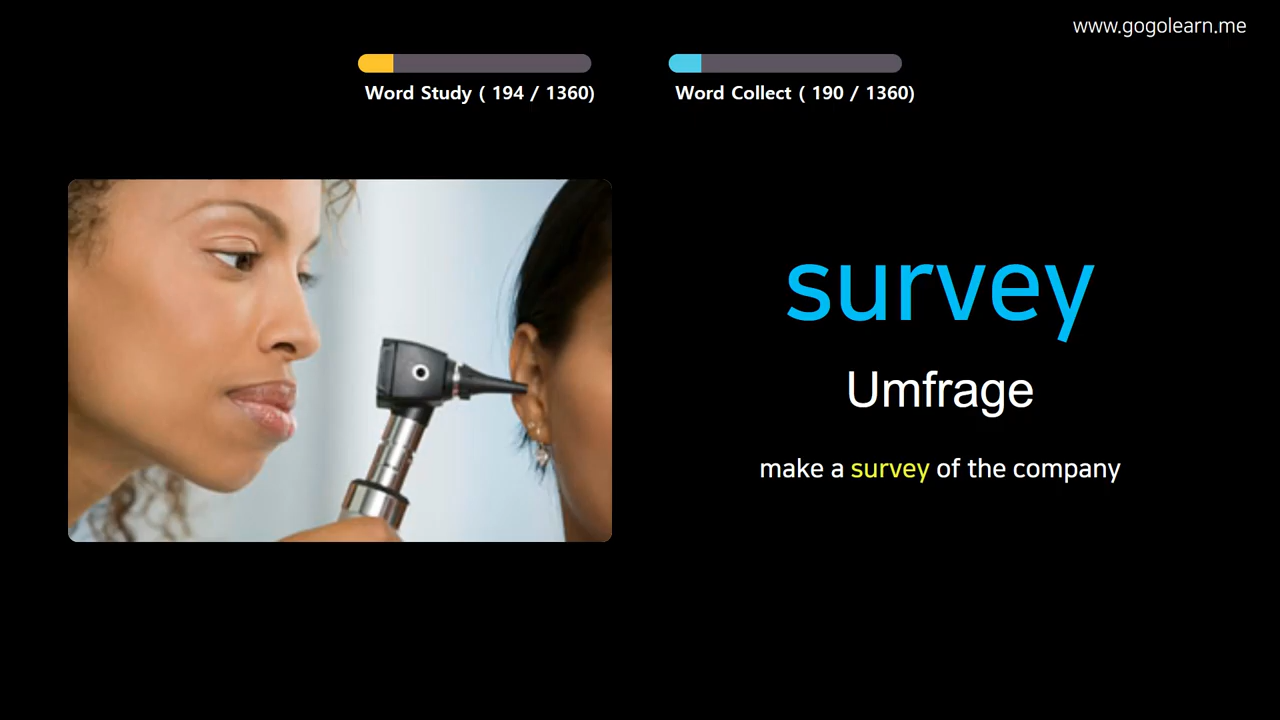 www.gogolearn.me
Word Study ( 194 / 1360)
Word Collect ( 190 / 1360)
survey
Umfrage
make a survey of the company